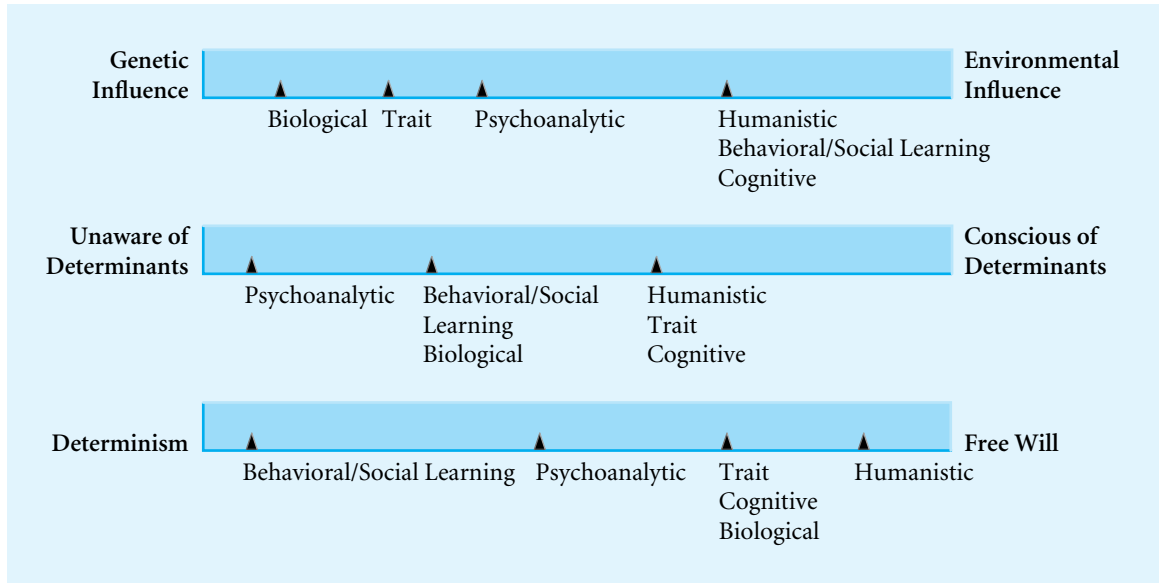 Genetic
Influence
Environmental
Influence
Biological
Trait
Psychoanalytic
Humanistic
Behavioral/Social Learning
Cognitive
Unaware of
Determinants
Conscious of
Determinants
Psychoanalytic
Behavioral/Social
Learning
Biological
Humanistic
Trait
Cognitive
Determinism
Free Will
Behavioral/Social Learning
Psychoanalytic
Trait
Cognitive
Biological
Humanistic